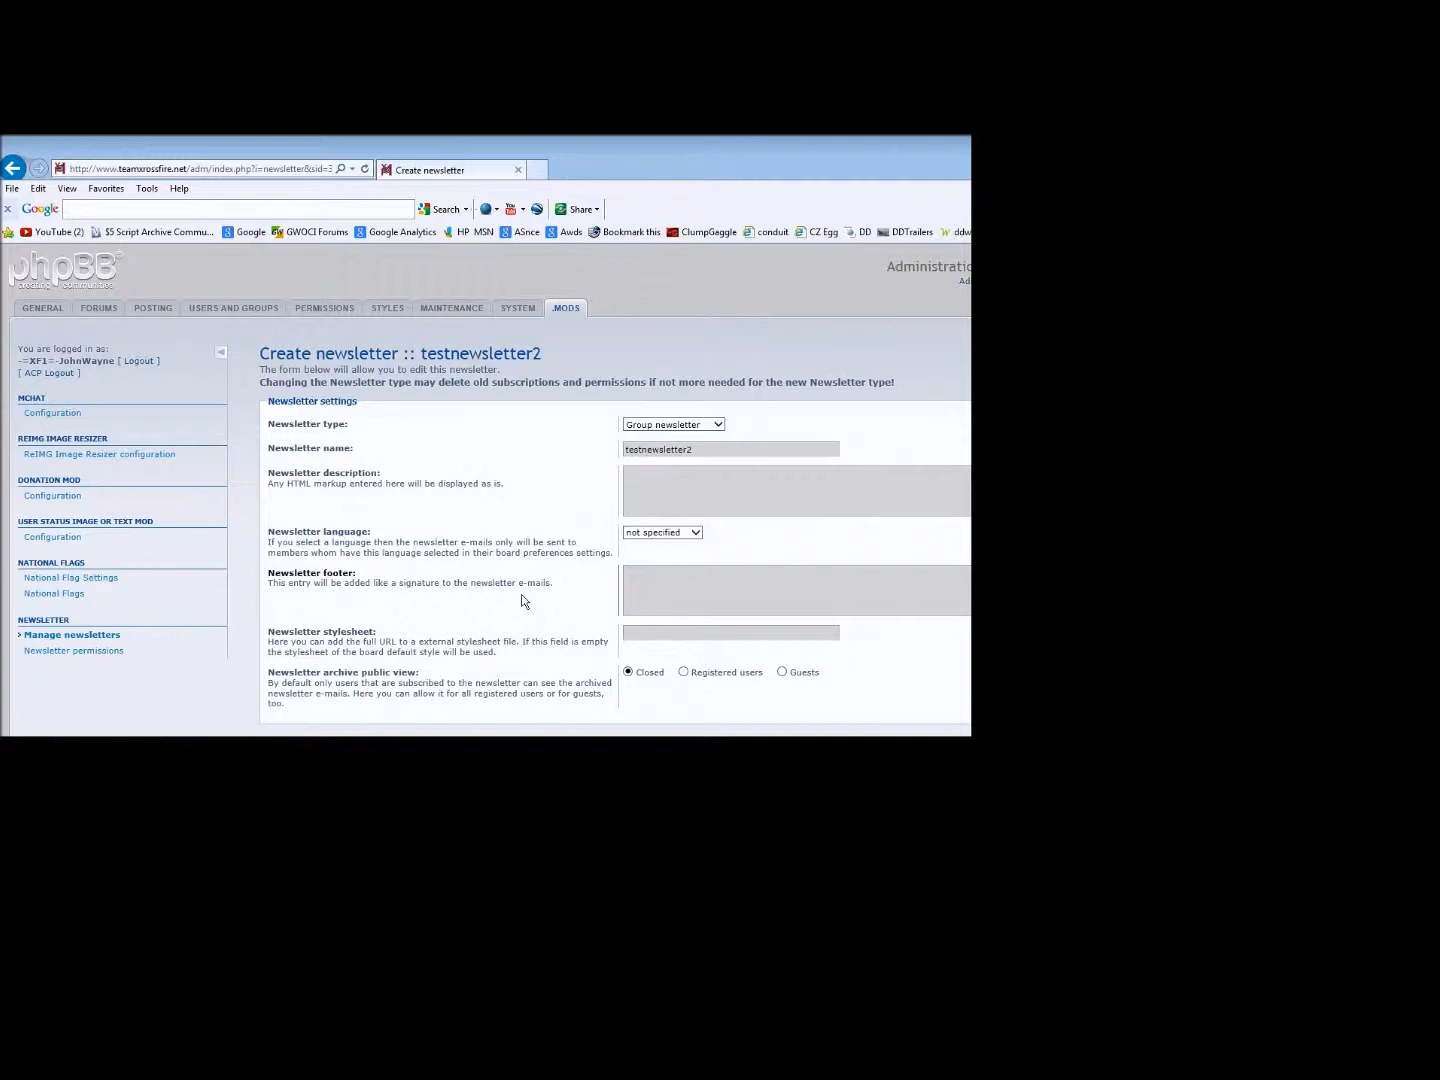 http://www.teamxrossfire.net/adm/index.php?i=newsletter&sid=3
Create newsletter
File Edit View Favorites Tools Help
Google Search Share
YouTube (2) $5 Script Archive Commu... Google GWOCI Forums Google Analytics HP MSN ASnce Awds Bookmark this ClumpGaggle conduit CZ Egg DD DDTrailers ddw
phpBB
creating communities
Administratio
Ad
GENERAL FORUMS POSTING USERS AND GROUPS PERMISSIONS STYLES MAINTENANCE SYSTEM .MODS
You are logged in as:
-=XF1=-JohnWayne [ Logout ]
[ ACP Logout ]
MCHAT
Configuration
REIMG IMAGE RESIZER
ReIMG Image Resizer configuration
DONATION MOD
Configuration
USER STATUS IMAGE OR TEXT MOD
Configuration
NATIONAL FLAGS
National Flag Settings
National Flags
NEWSLETTER
Manage newsletters
Newsletter permissions
Create newsletter :: testnewsletter2
The form below will allow you to edit this newsletter.
Changing the Newsletter type may delete old subscriptions and permissions if not more needed for the new Newsletter type!
Newsletter settings
Newsletter type: Group newsletter
Newsletter name: testnewsletter2
Newsletter description:
Any HTML markup entered here will be displayed as is.
Newsletter language: not specified
If you select a language then the newsletter e-mails only will be sent to
members whom have this language selected in their board preferences settings.
Newsletter footer:
This entry will be added like a signature to the newsletter e-mails.
Newsletter stylesheet:
Here you can add the full URL to a external stylesheet file. If this field is empty
the stylesheet of the board default style will be used.
Newsletter archive public view: Closed Registered users Guests
By default only users that are subscribed to the newsletter can see the archived
newsletter e-mails. Here you can allow it for all registered users or for guests,
too.